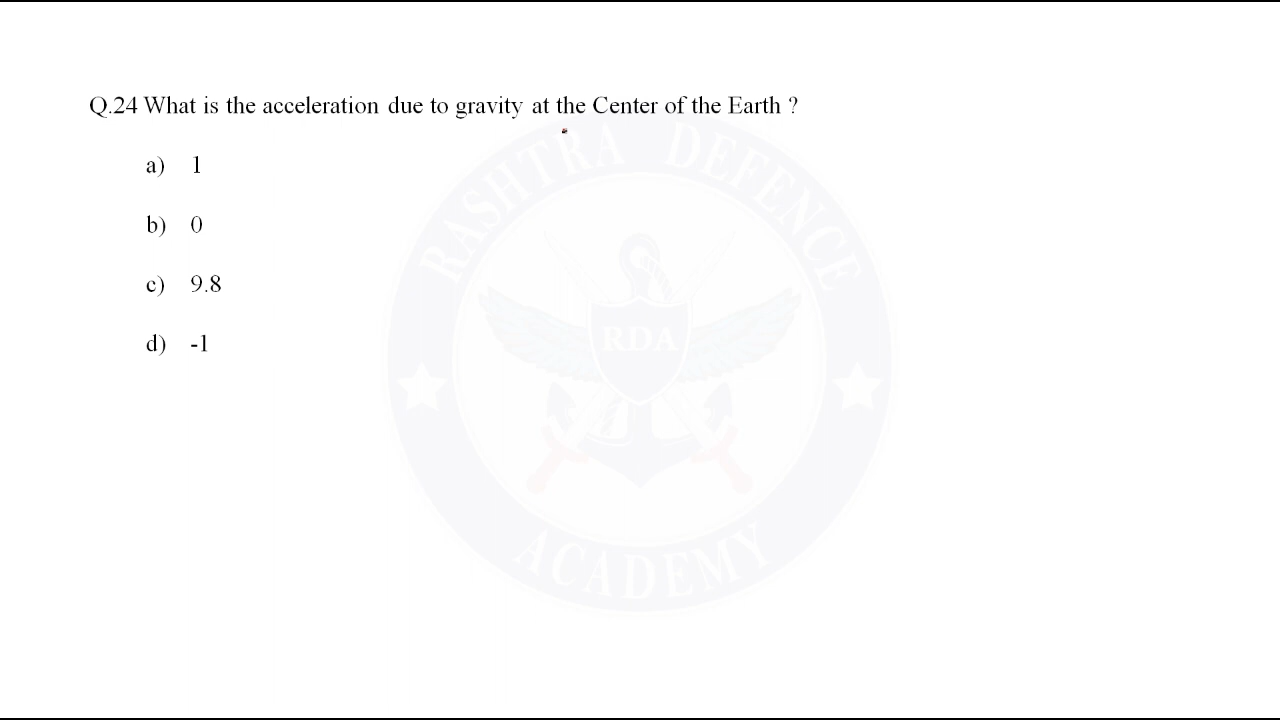 Q.24 What is the acceleration due to gravity at the Center of the Earth ?
a) 1
b) 0
c) 9.8
d) -1
RASHTRA DEFENCE
RDA
ACADEMY